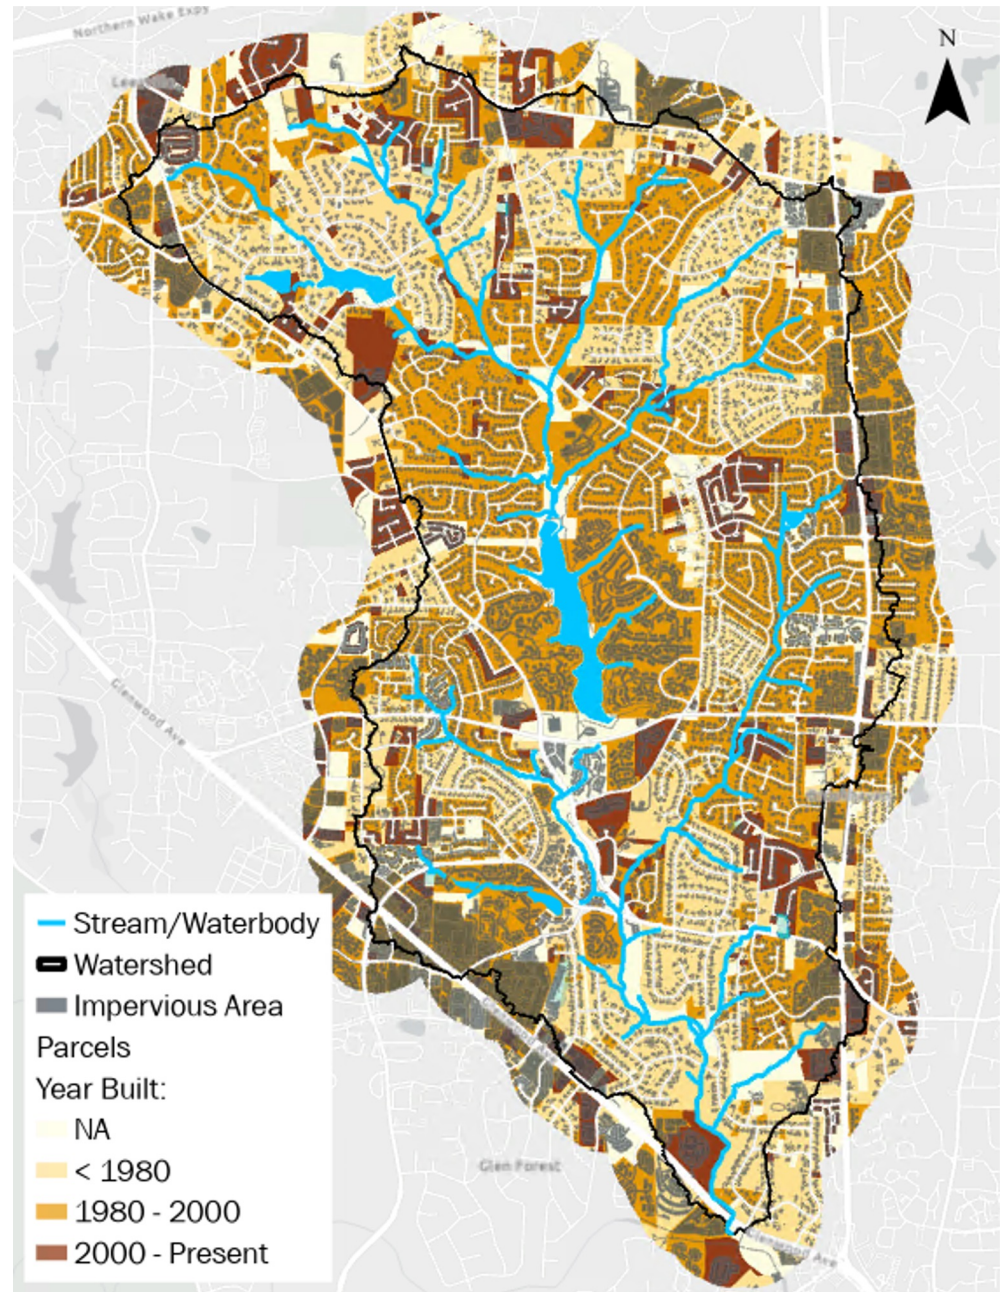 Northern Wake Expy
N
Glenwood Ave
Stream/Waterbody
Watershed
Impervious Area
Parcels
Year Built:
NA
< 1980
1980 - 2000
2000 - Present
Glen Forest
Glenwood Ave